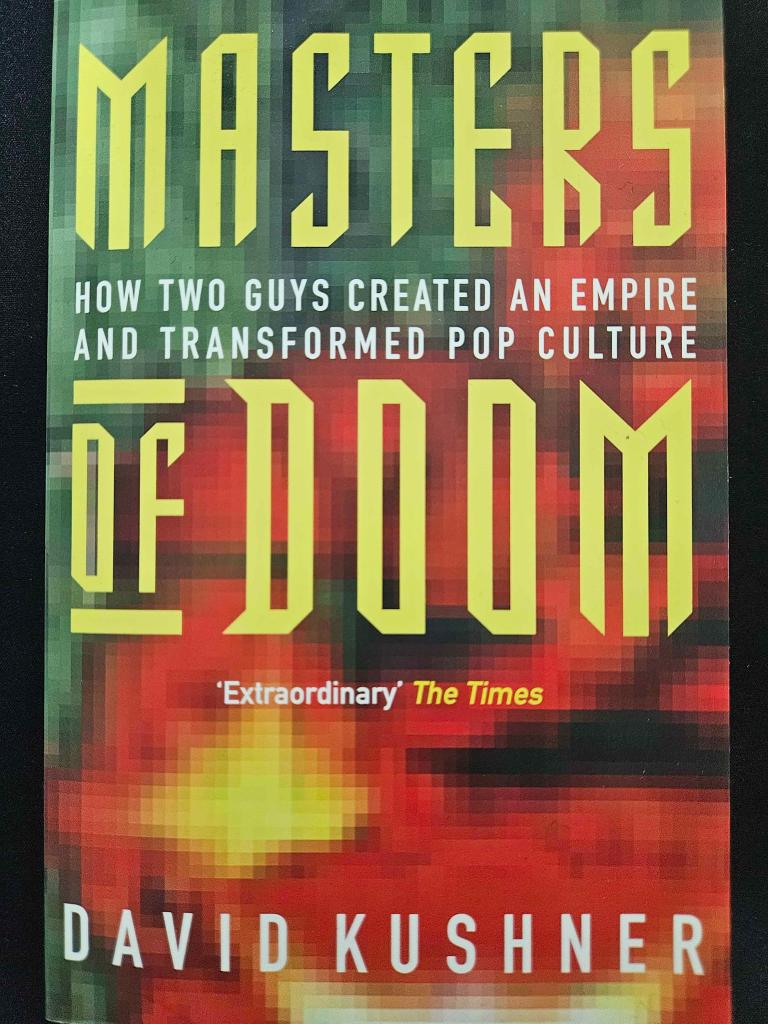 MASTERS
HOW TWO GUYS CREATED AN EMPIRE
AND TRANSFORMED POP CULTURE
OF DOOM
‘Extraordinary’ The Times
DAVID KUSHNER